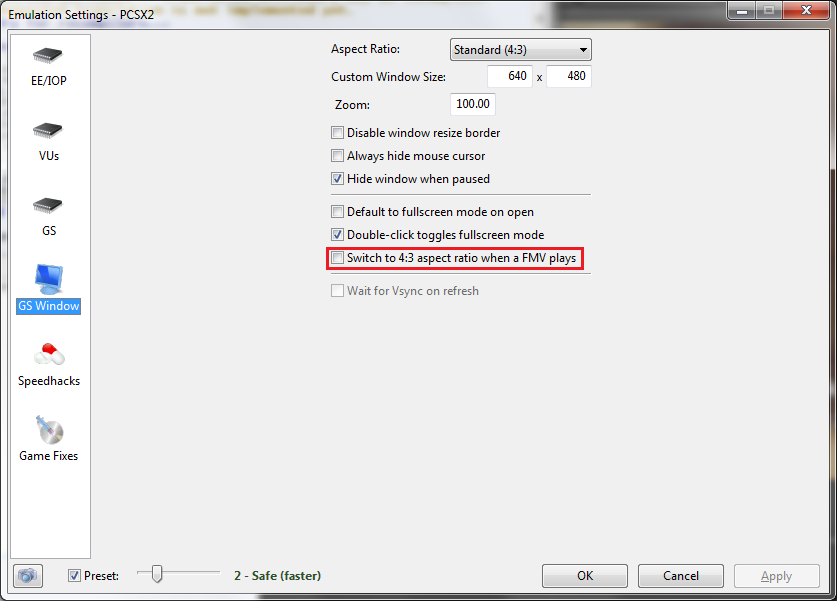 Emulation Settings - PCSX2
EE/IOP
VUs
GS
GS Window
Speedhacks
Game Fixes
Aspect Ratio: Standard (4:3)
Custom Window Size: 640 x 480
Zoom: 100.00
Disable window resize border
Always hide mouse cursor
Hide window when paused
Default to fullscreen mode on open
Double-click toggles fullscreen mode
Switch to 4:3 aspect ratio when a FMV plays
Wait for Vsync on refresh
Preset: 2 - Safe (faster)
OK Cancel Apply